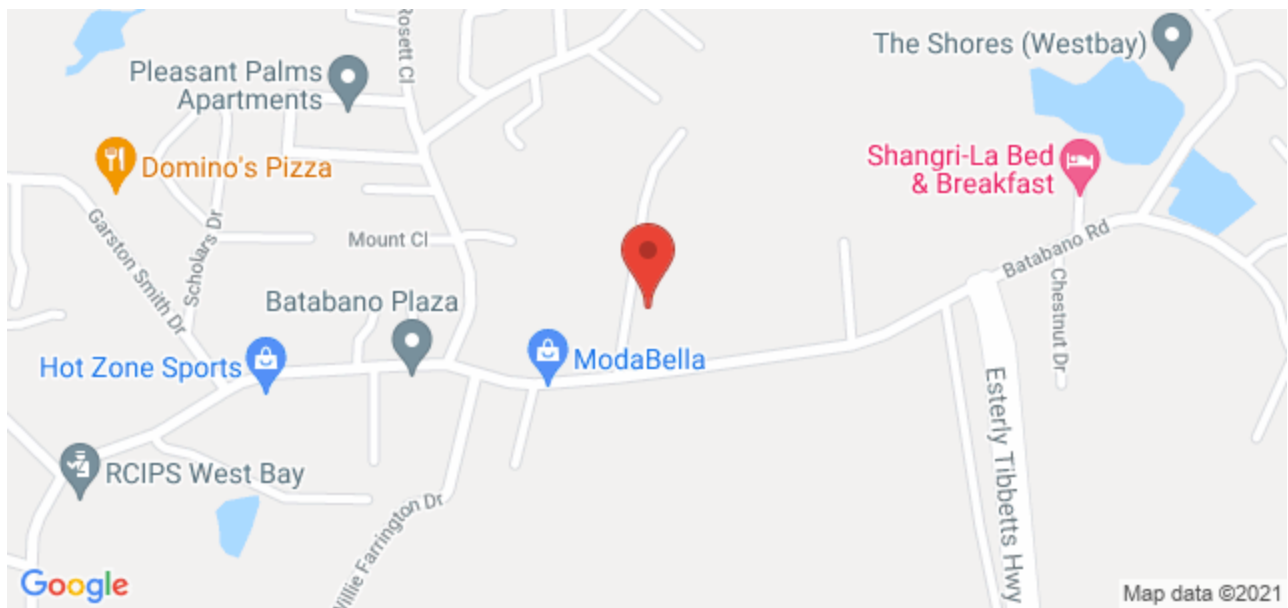 Rosett Cl
The Shores (Westbay)
Pleasant Palms
Apartments
Domino's Pizza
Shangri-La Bed
& Breakfast
Garston Smith Dr
Scholars Dr
Mount Cl
Batabano Rd
Batabano Plaza
Chestnut Dr
Hot Zone Sports
ModaBella
Esterly Tibbetts Hwy
RCIPS West Bay
Willie Farrington Dr
Google
Map data ©2021